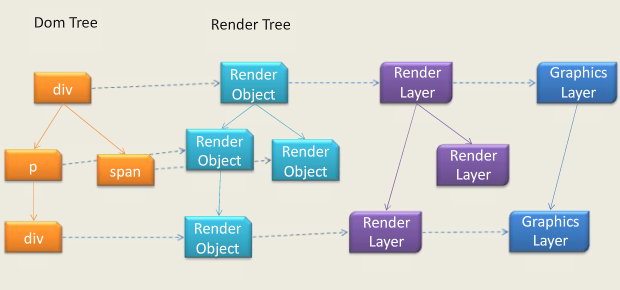 Dom Tree
Render Tree
div
Render
Object
Render
Layer
Graphics
Layer
p
span
Render
Object
Render
Object
Render
Layer
div
Render
Object
Render
Layer
Graphics
Layer